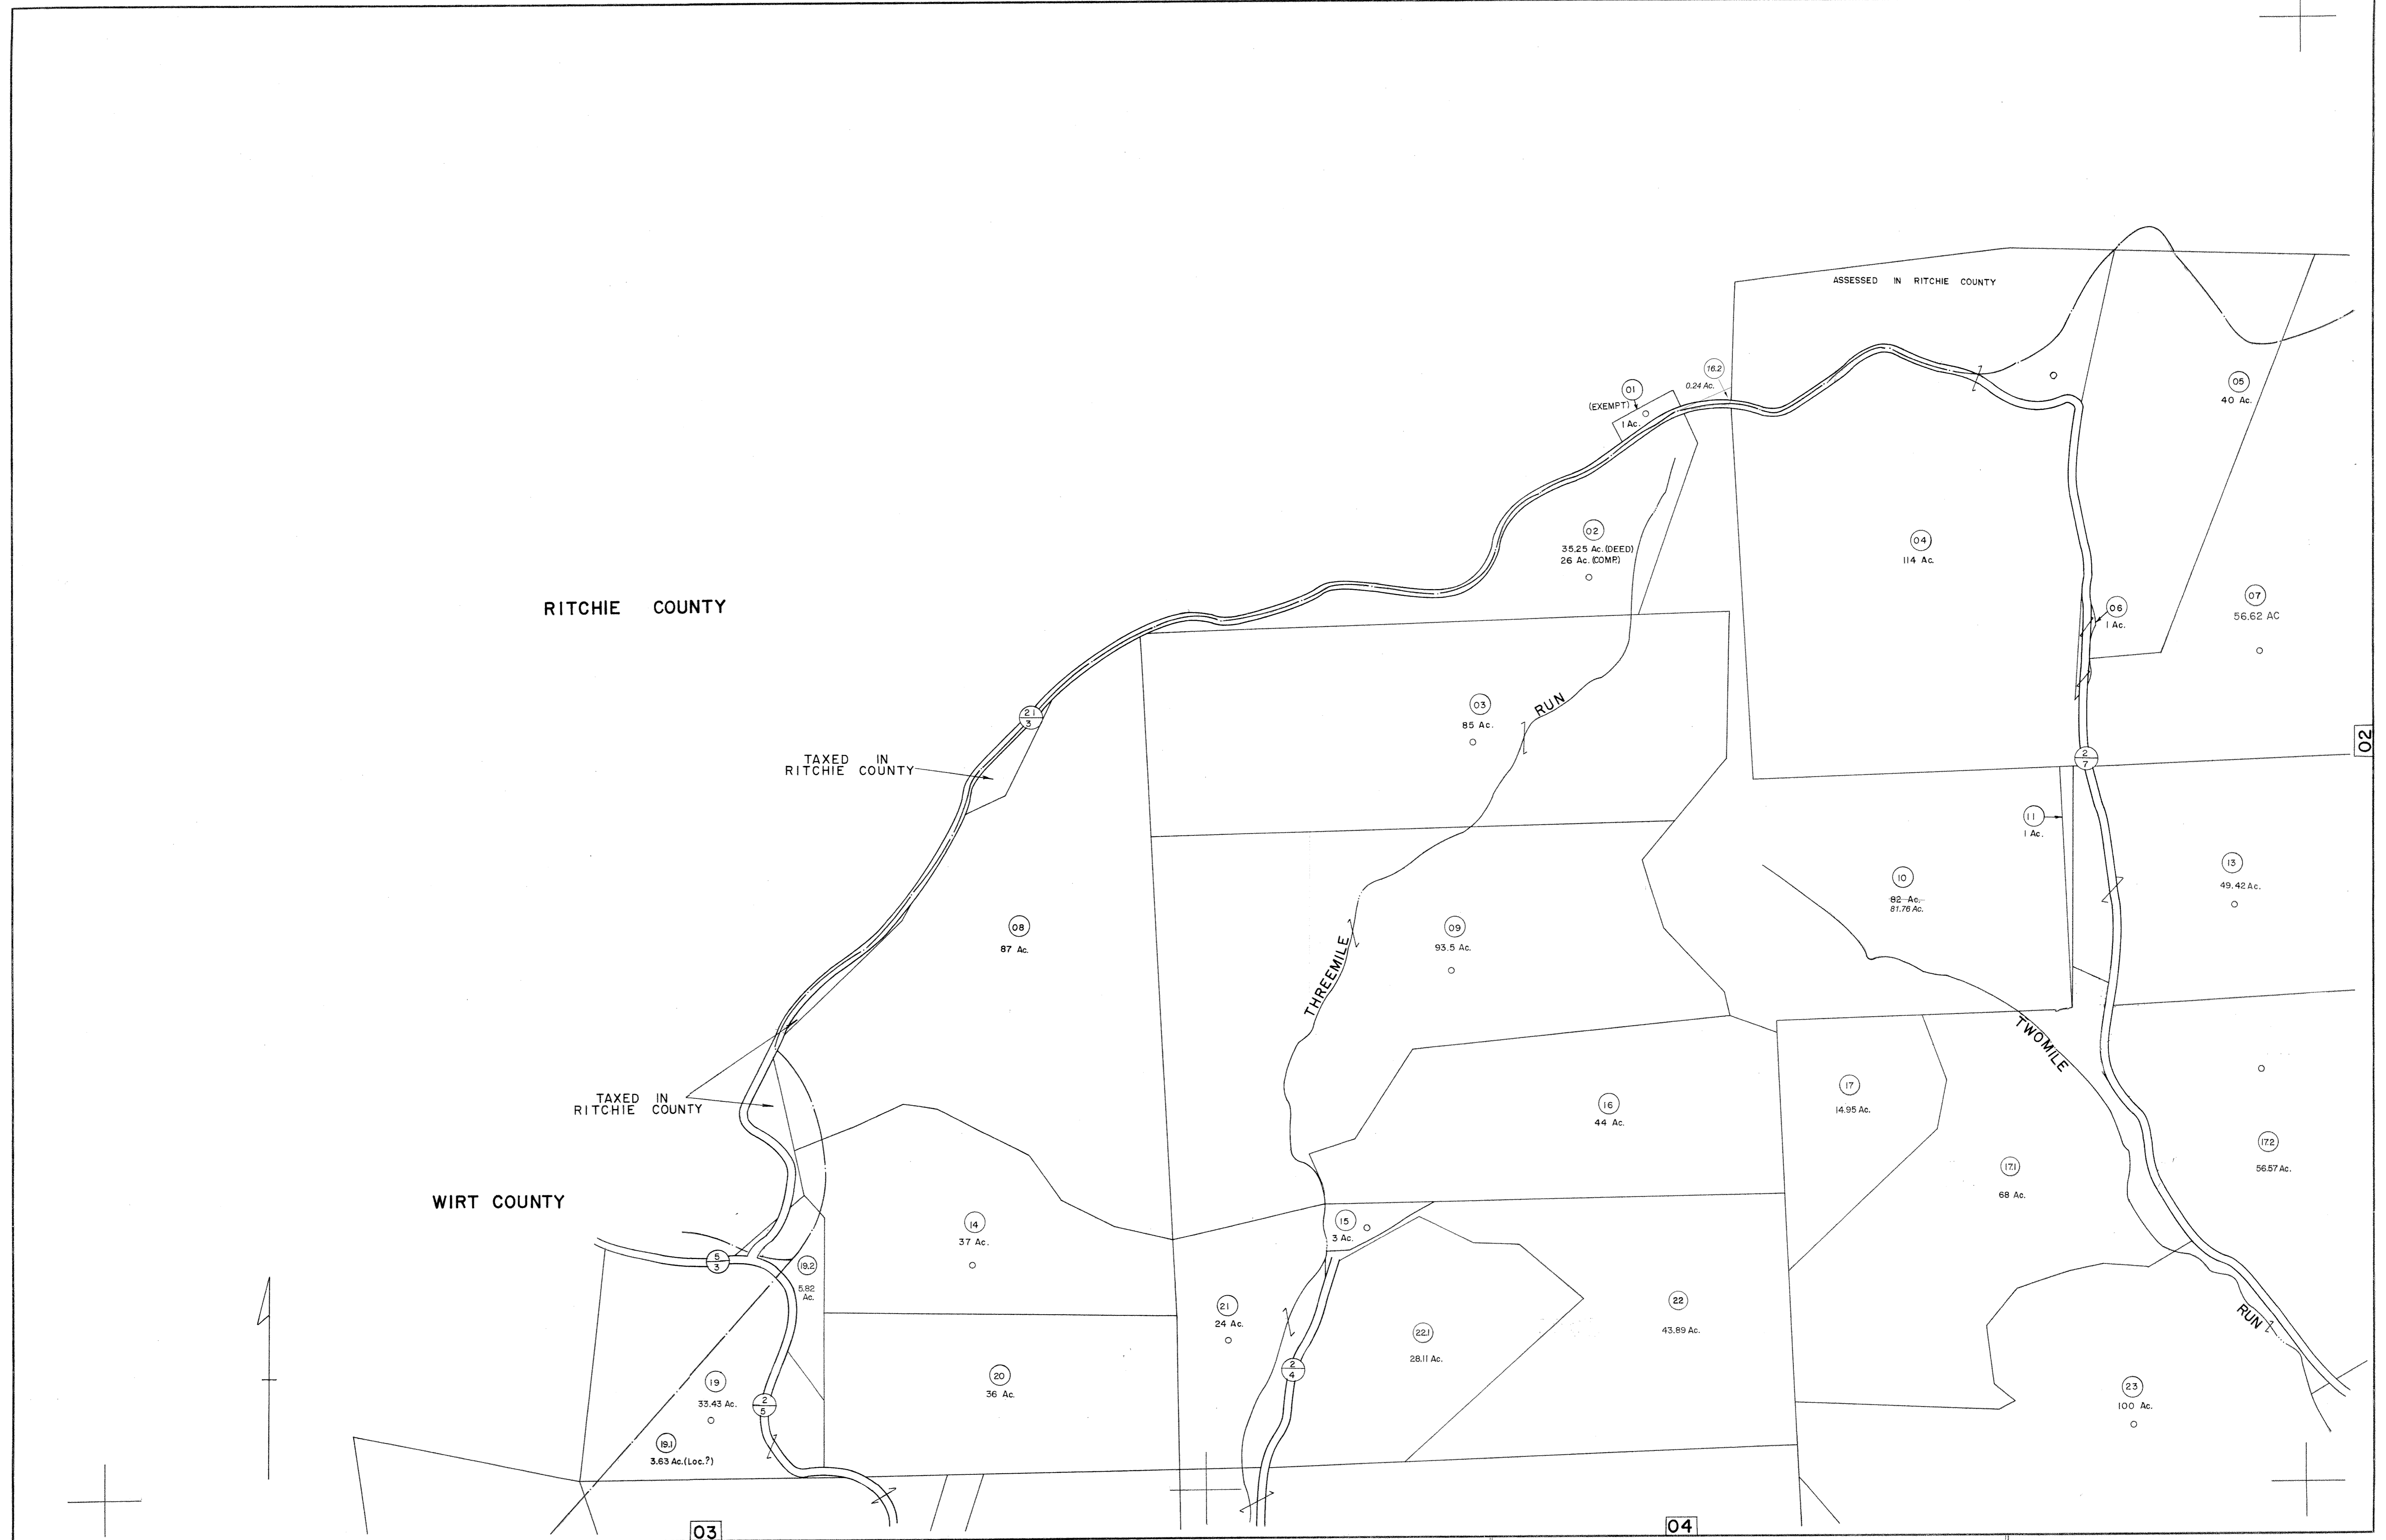 ASSESSED IN RITCHIE COUNTY
16.2
0.24 Ac.
01
(EXEMPT)
1 Ac.
05
40 Ac.
02
35.25 Ac. (DEED)
26 Ac. (COMP.)
04
114 Ac.
RITCHIE COUNTY
06
1 Ac.
07
56.62 AC
03
85 Ac.
RUN
21
3
TAXED IN
RITCHIE COUNTY
02
2
7
11
1 Ac.
13
49.42 Ac.
10
82 Ac.
81.76 Ac.
08
87 Ac.
09
93.5 Ac.
THREEMILE
TWOMILE
TAXED IN
RITCHIE COUNTY
16
44 Ac.
17
14.95 Ac.
17.2
56.57 Ac.
17.1
68 Ac.
WIRT COUNTY
14
37 Ac.
15
3 Ac.
5
3
19.2
5.82
Ac.
21
24 Ac.
22
43.89 Ac.
22.1
28.11 Ac.
RUN
2
4
20
36 Ac.
19
33.43 Ac.
2
5
23
100 Ac.
19.1
3.63 Ac. (Loc.?)
03
04